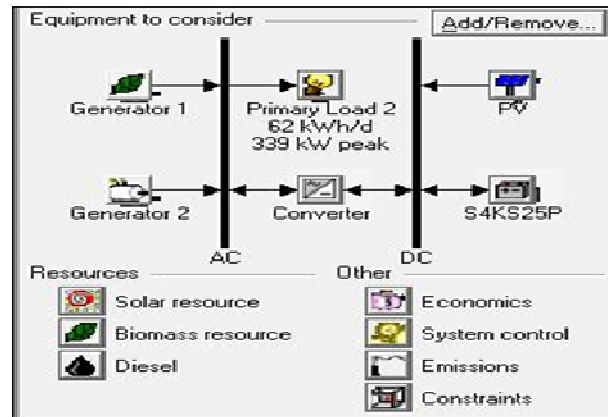 Equipment to consider
Add/Remove...
Generator 1
Primary Load 2
62 kWh/d
339 kW peak
PV
Generator 2
Converter
S4KS25P
AC
DC
Resources
Other
Solar resource
Economics
Biomass resource
System control
Diesel
Emissions
Constraints